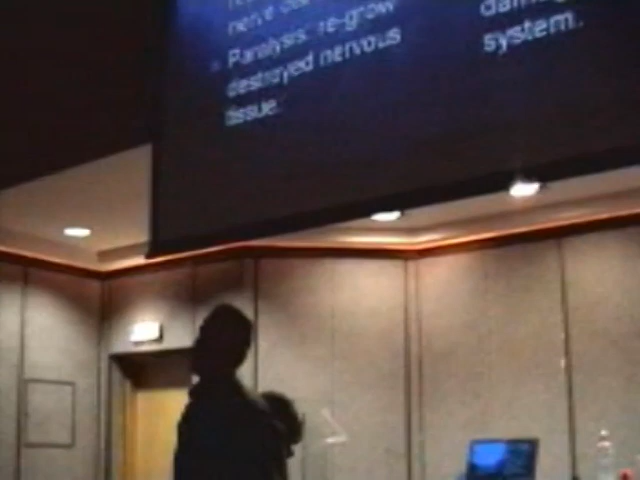 nerve
Paralysis: re-grow
destroyed nervous
tissue.
system.